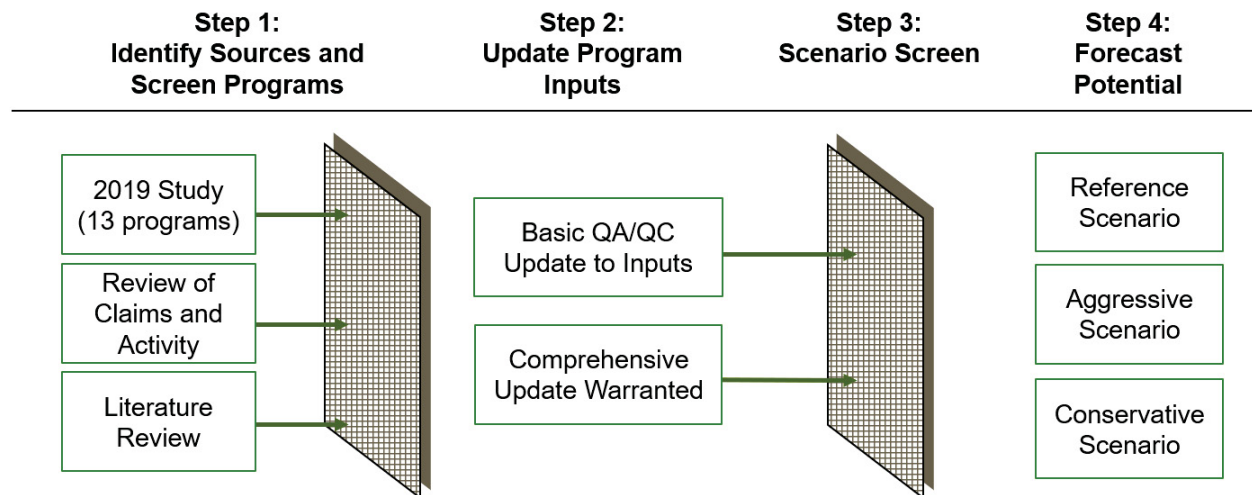 Step 1:
Identify Sources and
Screen Programs
Step 2:
Update Program
Inputs
Step 3:
Scenario Screen
Step 4:
Forecast
Potential
2019 Study
(13 programs)
Review of
Claims and
Activity
Literature
Review
Basic QA/QC
Update to Inputs
Comprehensive
Update Warranted
Reference
Scenario
Aggressive
Scenario
Conservative
Scenario